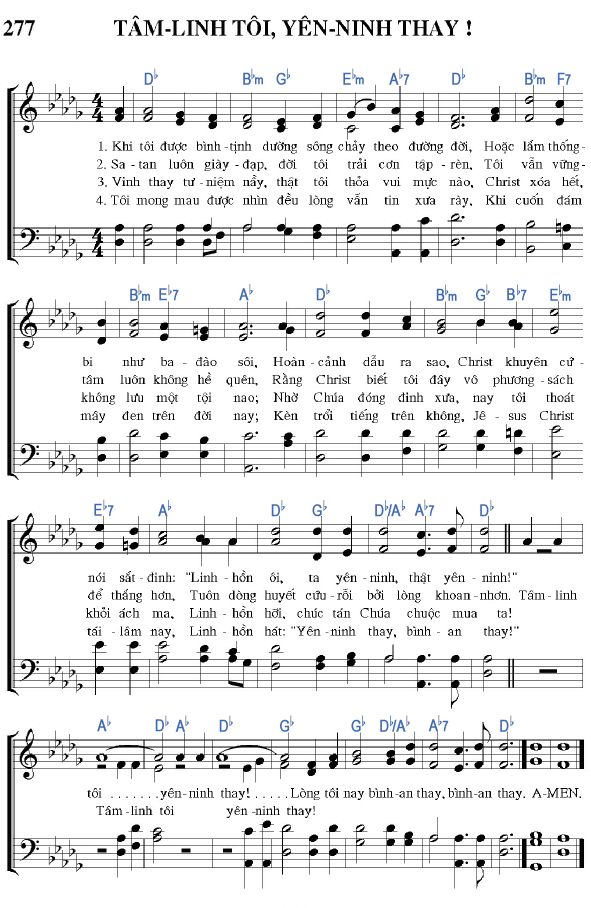 277 TÂM-LINH TÔI, YÊN-NINH THAY !
D♭ B♭m G♭ E♭m A♭7 D♭ B♭m F7
1. Khi tôi được bình-tịnh dường sông chảy theo đường đời, Hoặc lắm thống-
2. Sa-tan luôn giày-đạp, đời tôi trải cơn tập-rèn, Tôi vẫn vững-
3. Vinh thay tư-niệm nầy, thật tôi thỏa vui mực nào, Christ xóa hết,
4. Tôi mong mau được nhìn đều lòng vẫn tin xưa rày, Khi cuốn đám
B♭m E♭7 A♭ D♭ B♭m G♭ B♭7 E♭m
bi như ba-đào sôi, Hoàn-cảnh dẫu ra sao, Christ khuyên cứ-
tâm luôn không hề quên, Rằng Christ biết tôi đây vô phương-sách
không lưu một tội nao; Nhờ Chúa đóng đinh xưa, nay tôi thoát
mây đen trên đời nay; Kèn trổi tiếng trên không, Jê-sus Christ
E♭7 A♭ D♭ G♭ D♭/A♭ A♭7 D♭
nói sắt-đinh: "Linh-hồn ôi, ta yên-ninh, thật yên-ninh!"
để thắng hơn, Tuôn dòng huyết cứu-rỗi bởi lòng khoan-nhơn. Tâm-linh
khỏi ách ma, Linh-hồn hỡi, chúc tán Chúa chuộc mua ta!
tái-lâm nay, Linh-hồn hát: "Yên-ninh thay, bình-an thay!"
A♭ D♭ A♭ D♭ G♭ G♭ D♭/A♭ A♭7 D♭
tôi .......yên-ninh thay!......Lòng tôi nay bình-an thay,bình-an thay. A-MEN.
Tâm-linh tôi yên-ninh thay!